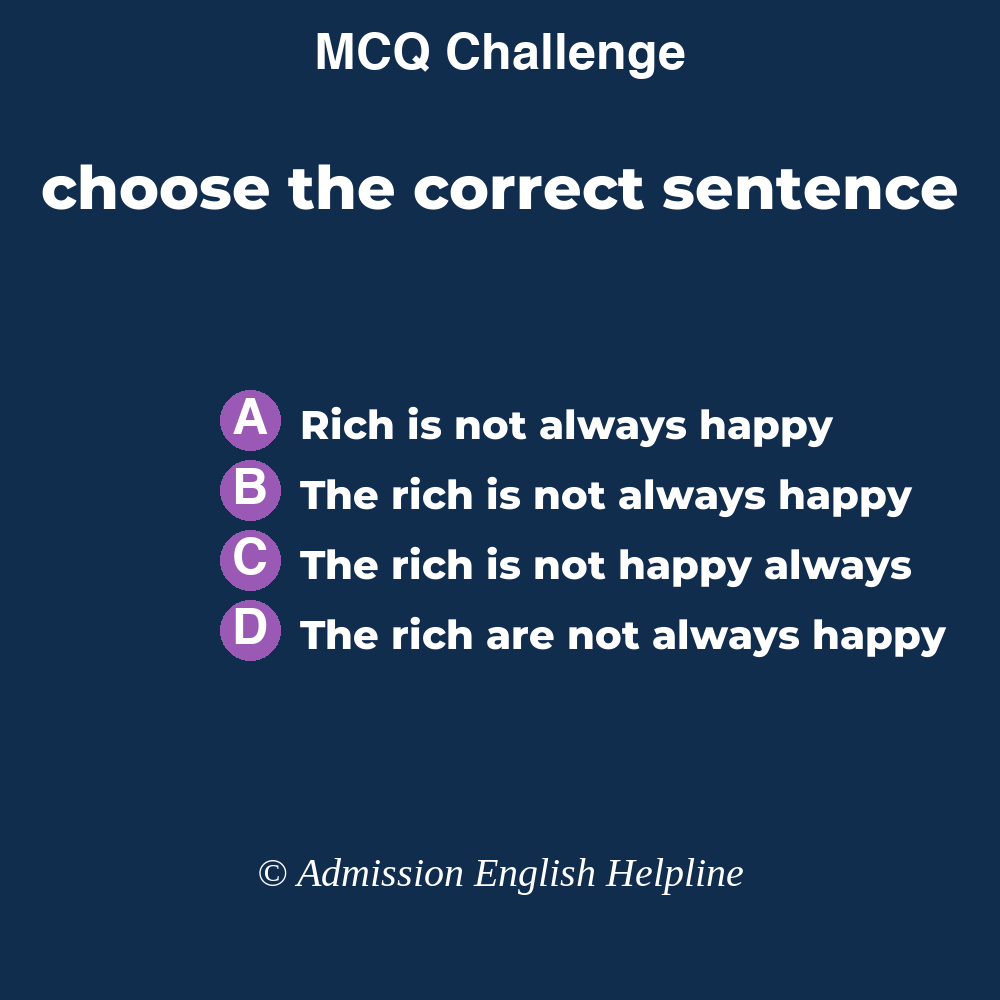 MCQ Challenge
choose the correct sentence
A Rich is not always happy
B The rich is not always happy
C The rich is not happy always
D The rich are not always happy
© Admission English Helpline